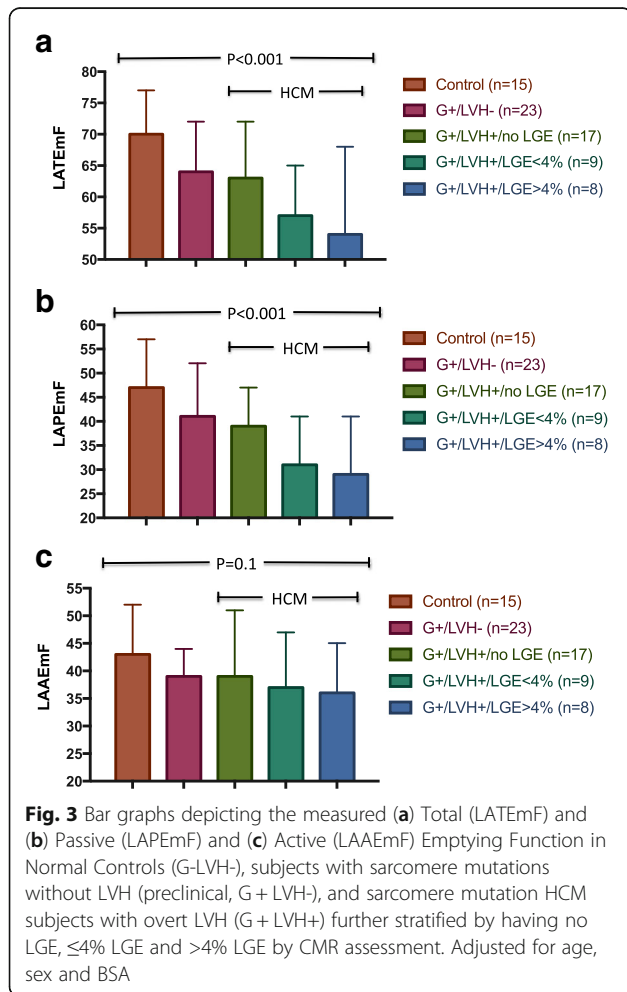 a
P<0.001
HCM
80
75
70
65
60
55
50
LATEmF
Control (n=15)
G+/LVH- (n=23)
G+/LVH+/no LGE (n=17)
G+/LVH+/LGE<4% (n=9)
G+/LVH+/LGE>4% (n=8)
b
P<0.001
HCM
60
55
50
45
40
35
30
25
20
LAPEmF
Control (n=15)
G+/LVH- (n=23)
G+/LVH+/no LGE (n=17)
G+/LVH+/LGE<4% (n=9)
G+/LVH+/LGE>4% (n=8)
c
P=0.1
HCM
55
50
45
40
35
30
25
20
LAAEmF
Control (n=15)
G+/LVH- (n=23)
G+/LVH+/no LGE (n=17)
G+/LVH+/LGE<4% (n=9)
G+/LVH+/LGE>4% (n=8)
Fig. 3 Bar graphs depicting the measured (a) Total (LATEmF) and
(b) Passive (LAPEmF) and (c) Active (LAAEmF) Emptying Function in
Normal Controls (G-LVH-), subjects with sarcomere mutations
without LVH (preclinical, G + LVH-), and sarcomere mutation HCM
subjects with overt LVH (G + LVH+) further stratified by having no
LGE, ≤4% LGE and >4% LGE by CMR assessment. Adjusted for age,
sex and BSA